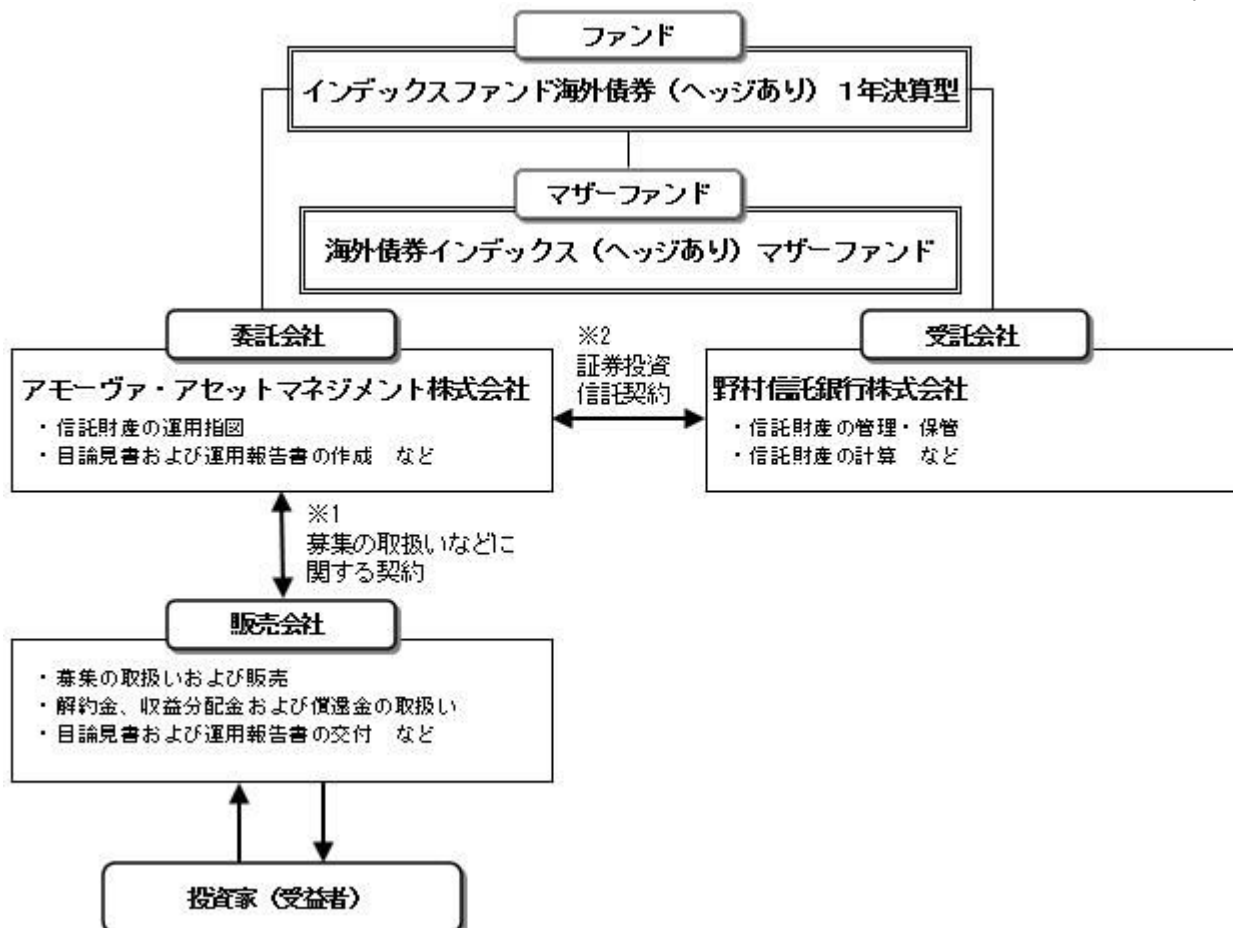 ファンド
インデックスファンド海外債券（ヘッジあり）１年決算型
マザーファンド
海外債券インデックス（ヘッジあり）マザーファンド
委託会社
アモーヴァ・アセットマネジメント株式会社
・信託財産の運用指図
・目論見書および運用報告書の作成　など
※2
証券投資
信託契約
受託会社
野村信託銀行株式会社
・信託財産の管理・保管
・信託財産の計算　など
※1
募集の取扱いなどに
関する契約
販売会社
・募集の取扱いおよび販売
・解約金、収益分配金および償還金の取扱い
・目論見書および運用報告書の交付　など
投資家（受益者）